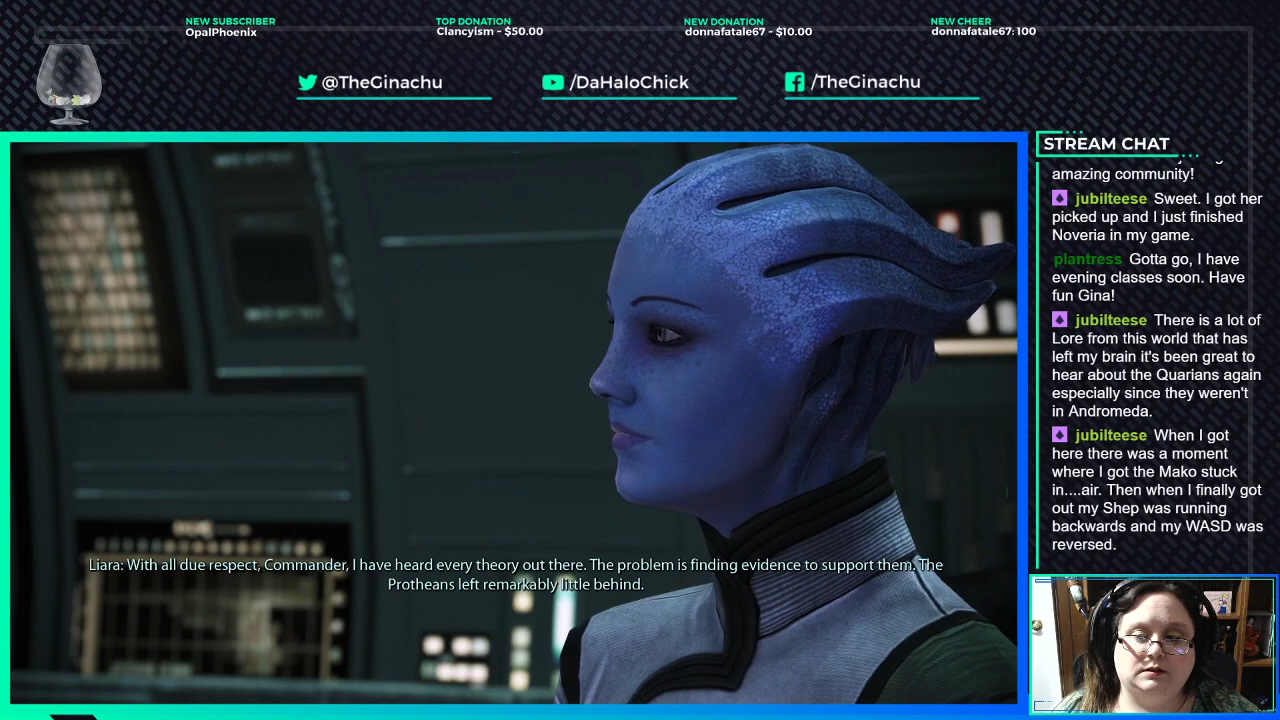 NEW SUBSCRIBER
OpalPhoenix
TOP DONATION
Clancyism - $50.00
NEW DONATION
donnafatale67 - $10.00
NEW CHEER
donnafatale67: 100
@TheGinachu
/DaHaloChick
/TheGinachu
STREAM CHAT
amazing community!
jubilteese Sweet. I got her
picked up and I just finished
Noveria in my game.
plantress Gotta go, I have
evening classes soon. Have
fun Gina!
jubilteese There is a lot of
Lore from this world that has
left my brain it's been great to
hear about the Quarians again
especially since they weren't
in Andromeda.
jubilteese When I got
here there was a moment
where I got the Mako stuck
in....air. Then when I finally got
out my Shep was running
backwards and my WASD was
reversed.
Liara: With all due respect, Commander, I have heard every theory out there. The problem is finding evidence to support them. The
Protheans left remarkably little behind.